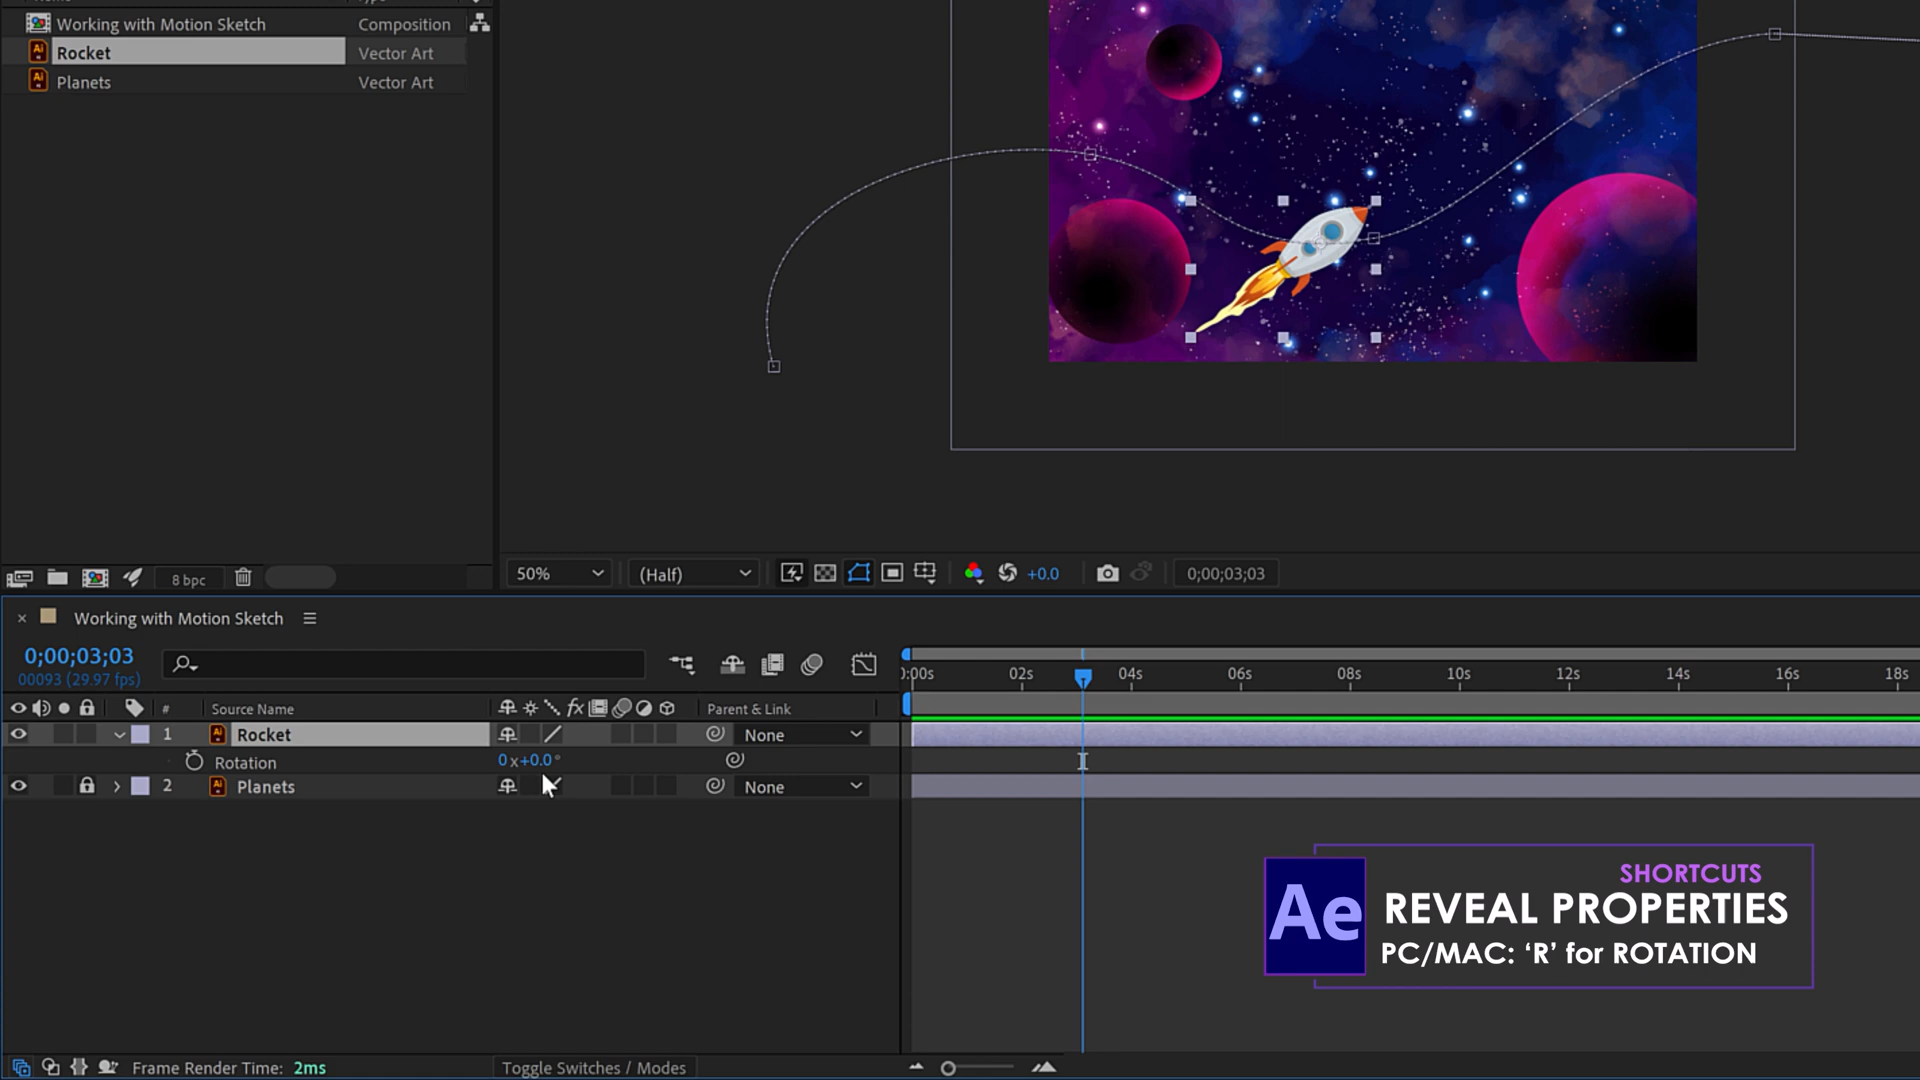 Working with Motion Sketch Composition
Rocket Vector Art
Planets Vector Art
8 bpc
50% (Half) +0.0 0;00;03;03
× Working with Motion Sketch
0;00;03;03
00093 (29.97 fps)
:00s 02s 04s 06s 08s 10s 12s 14s 16s 18s
# Source Name fx Parent & Link
1 Ai Rocket None
Rotation 0x+0.0°
2 Ai Planets None
SHORTCUTS
Ae REVEAL PROPERTIES
PC/MAC: ‘R’ for ROTATION
Frame Render Time: 2ms Toggle Switches / Modes